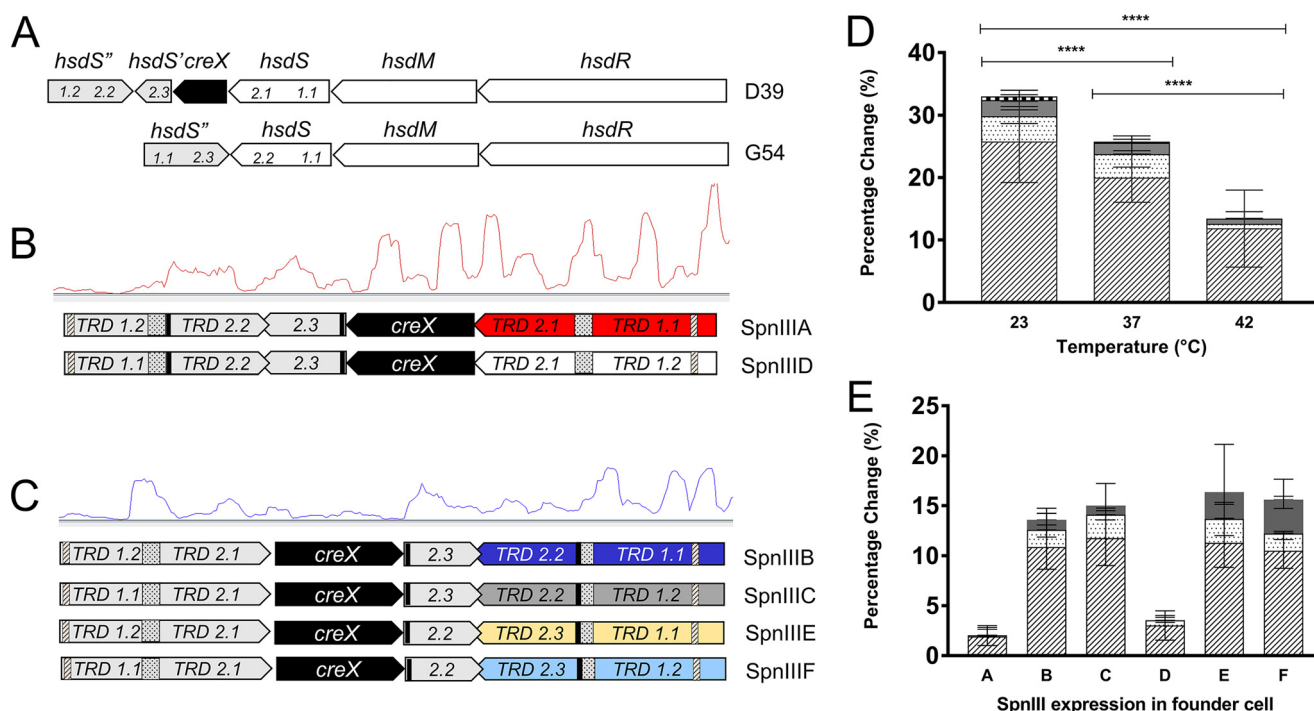 A
hsdS" hsdS' creX hsdS hsdM hsdR
1.2 2.2 2.3 2.1 1.1 D39
hsdS" hsdS hsdM hsdR
1.1 2.3 2.2 1.1 G54
B
TRD 1.2 TRD 2.2 2.3 creX TRD 2.1 TRD 1.1 SpnIIIA
TRD 1.1 TRD 2.2 2.3 creX TRD 2.1 TRD 1.2 SpnIIID
C
TRD 1.2 TRD 2.1 creX 2.3 TRD 2.2 TRD 1.1 SpnIIIB
TRD 1.1 TRD 2.1 creX 2.3 TRD 2.2 TRD 1.2 SpnIIIC
TRD 1.2 TRD 2.1 creX 2.2 TRD 2.3 TRD 1.1 SpnIIIE
TRD 1.1 TRD 2.1 creX 2.2 TRD 2.3 TRD 1.2 SpnIIIF
D
****
**** 
****
Percentage Change (%)
40
30
20
10
0
23 37 42
Temperature (°C)
E
Percentage Change (%)
25
20
15
10
5
0
A B C D E F
SpnIII expression in founder cell